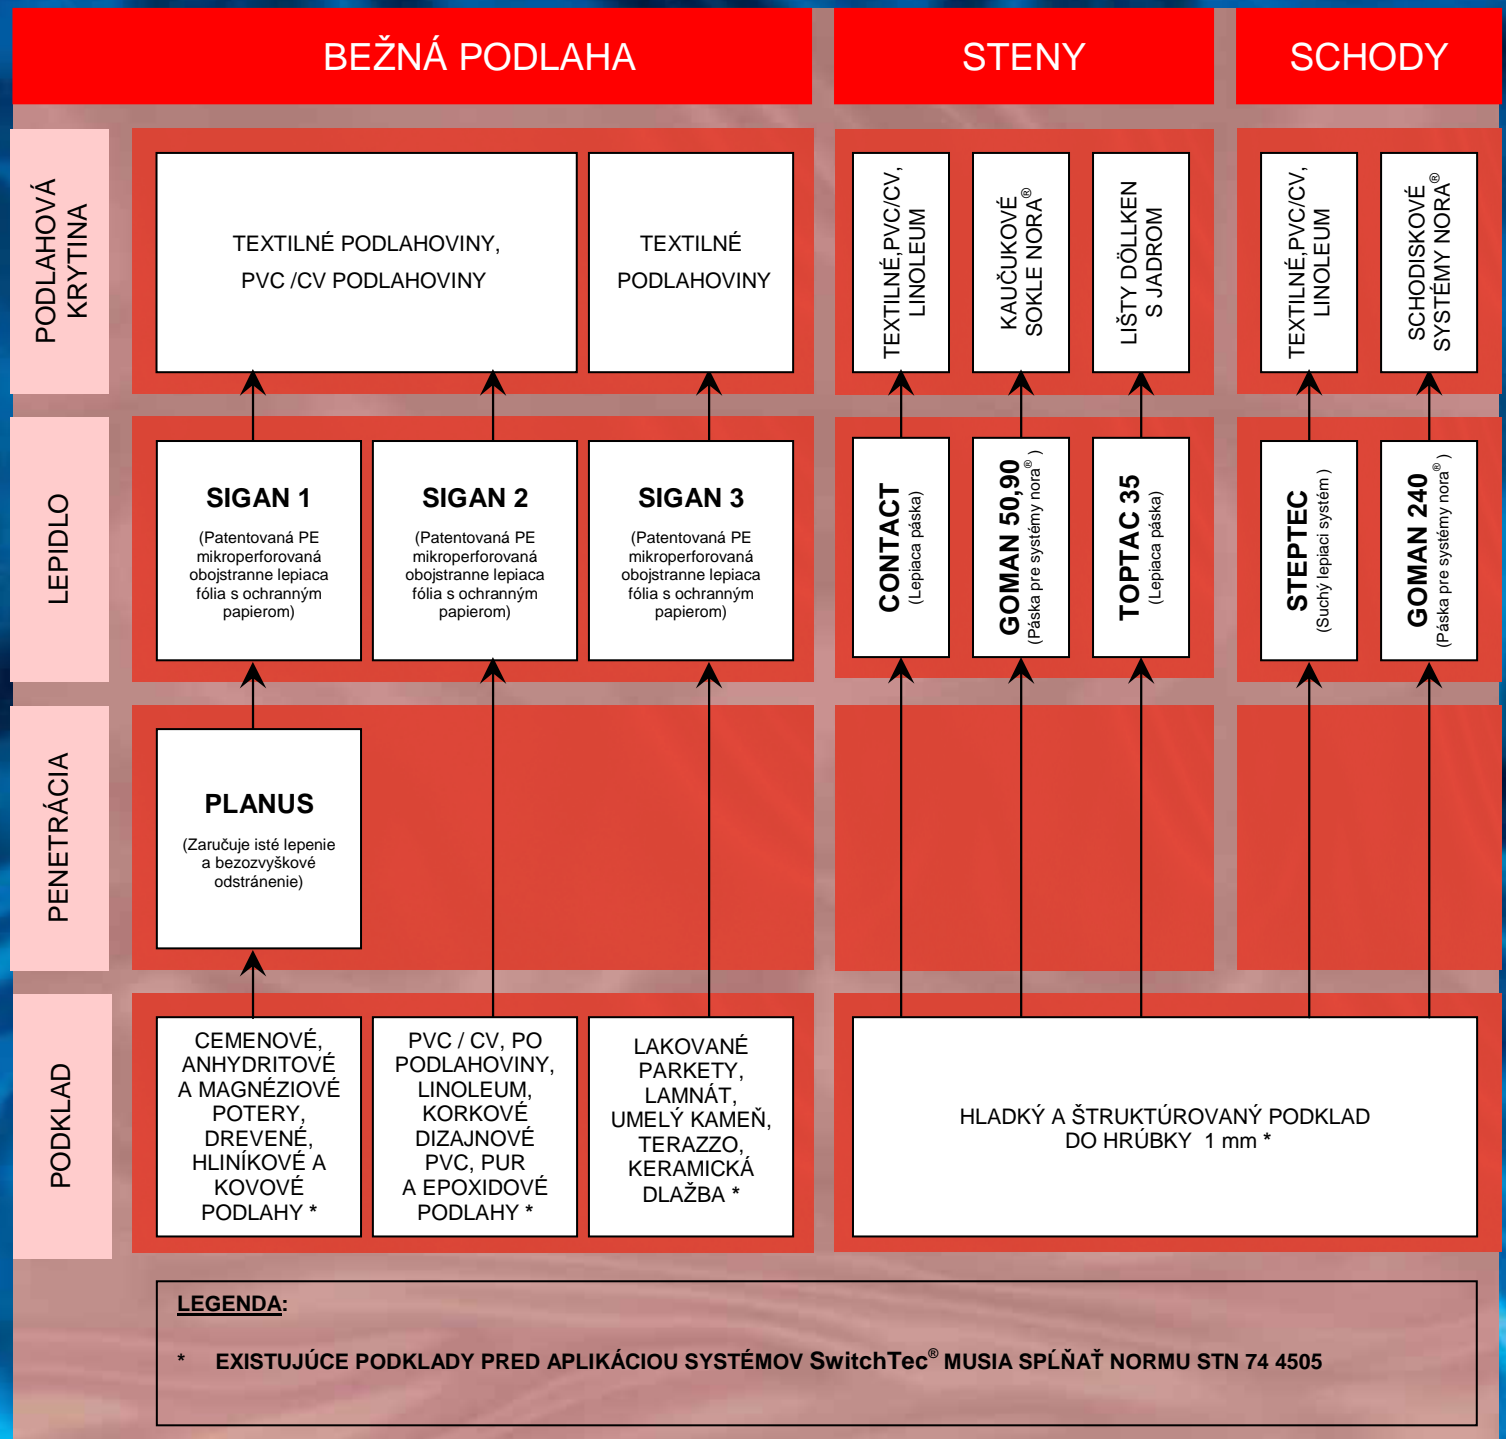 BEŽNÁ PODLAHA
STENY
SCHODY
PODLAHOVÁ
KRYTINA
TEXTILNÉ PODLAHOVINY,
PVC /CV PODLAHOVINY
TEXTILNÉ
PODLAHOVINY
TEXTILNÉ,PVC/CV,
LINOLEUM
KAUČUKOVÉ
SOKLE NORA®
LIŠTY DÖLLKEN
S JADROM
TEXTILNÉ,PVC/CV,
LINOLEUM
SCHODISKOVÉ
SYSTÉMY NORA®
LEPIDLO
SIGAN 1
(Patentovaná PE
mikroperforovaná
obojstranne lepiaca
fólia s ochranným
papierom)
SIGAN 2
(Patentovaná PE
mikroperforovaná
obojstranne lepiaca
fólia s ochranným
papierom)
SIGAN 3
(Patentovaná PE
mikroperforovaná
obojstranne lepiaca
fólia s ochranným
papierom)
CONTACT
(Lepiaca páska)
GOMAN 50,90
(Páska pre systémy nora® )
TOPTAC 35
(Lepiaca páska)
STEPTEC
(Suchý lepiaci systém )
GOMAN 240
(Páska pre systémy nora® )
PENETRÁCIA
PLANUS
(Zaručuje isté lepenie
a bezozvyškové
odstránenie)
PODKLAD
CEMENOVÉ,
ANHYDRITOVÉ
A MAGNÉZIOVÉ
POTERY,
DREVENÉ,
HLINÍKOVÉ A
KOVOVÉ
PODLAHY *
PVC / CV, PO
PODLAHOVINY,
LINOLEUM,
KORKOVÉ
DIZAJNOVÉ
PVC, PUR
A EPOXIDOVÉ
PODLAHY *
LAKOVANÉ
PARKETY,
LAMNÁT,
UMELÝ KAMEŇ,
TERAZZO,
KERAMICKÁ
DLAŽBA *
HLADKÝ A ŠTRUKTÚROVANÝ PODKLAD
DO HRÚBKY 1 mm *
LEGENDA:
* EXISTUJÚCE PODKLADY PRED APLIKÁCIOU SYSTÉMOV SwitchTec® MUSIA SPĹŇAŤ NORMU STN 74 4505